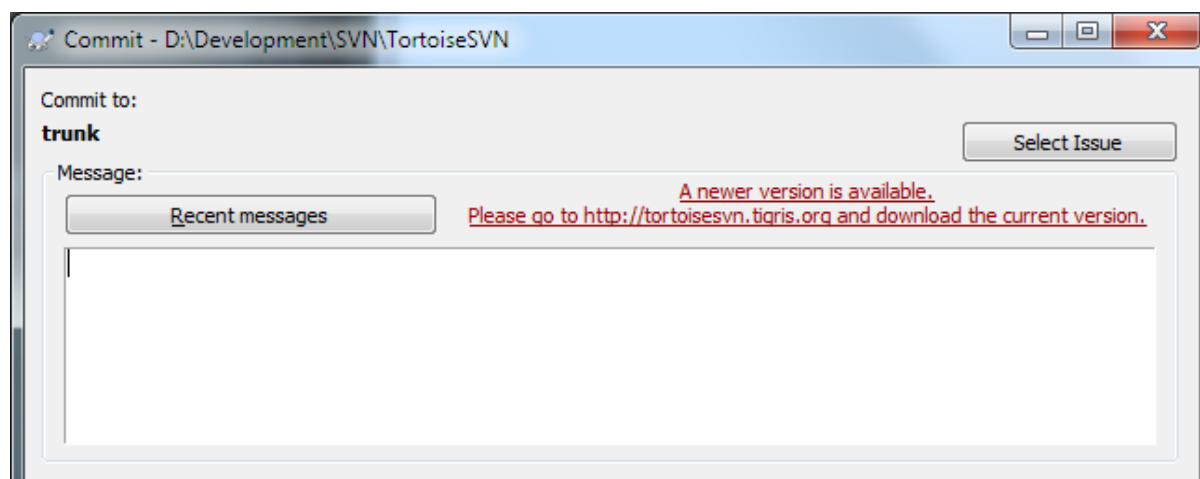 Commit - D:\Development\SVN\TortoiseSVN
Commit to:
trunk
Select Issue
Message:
Recent messages
A newer version is available.
Please go to http://tortoisesvn.tigris.org and download the current version.